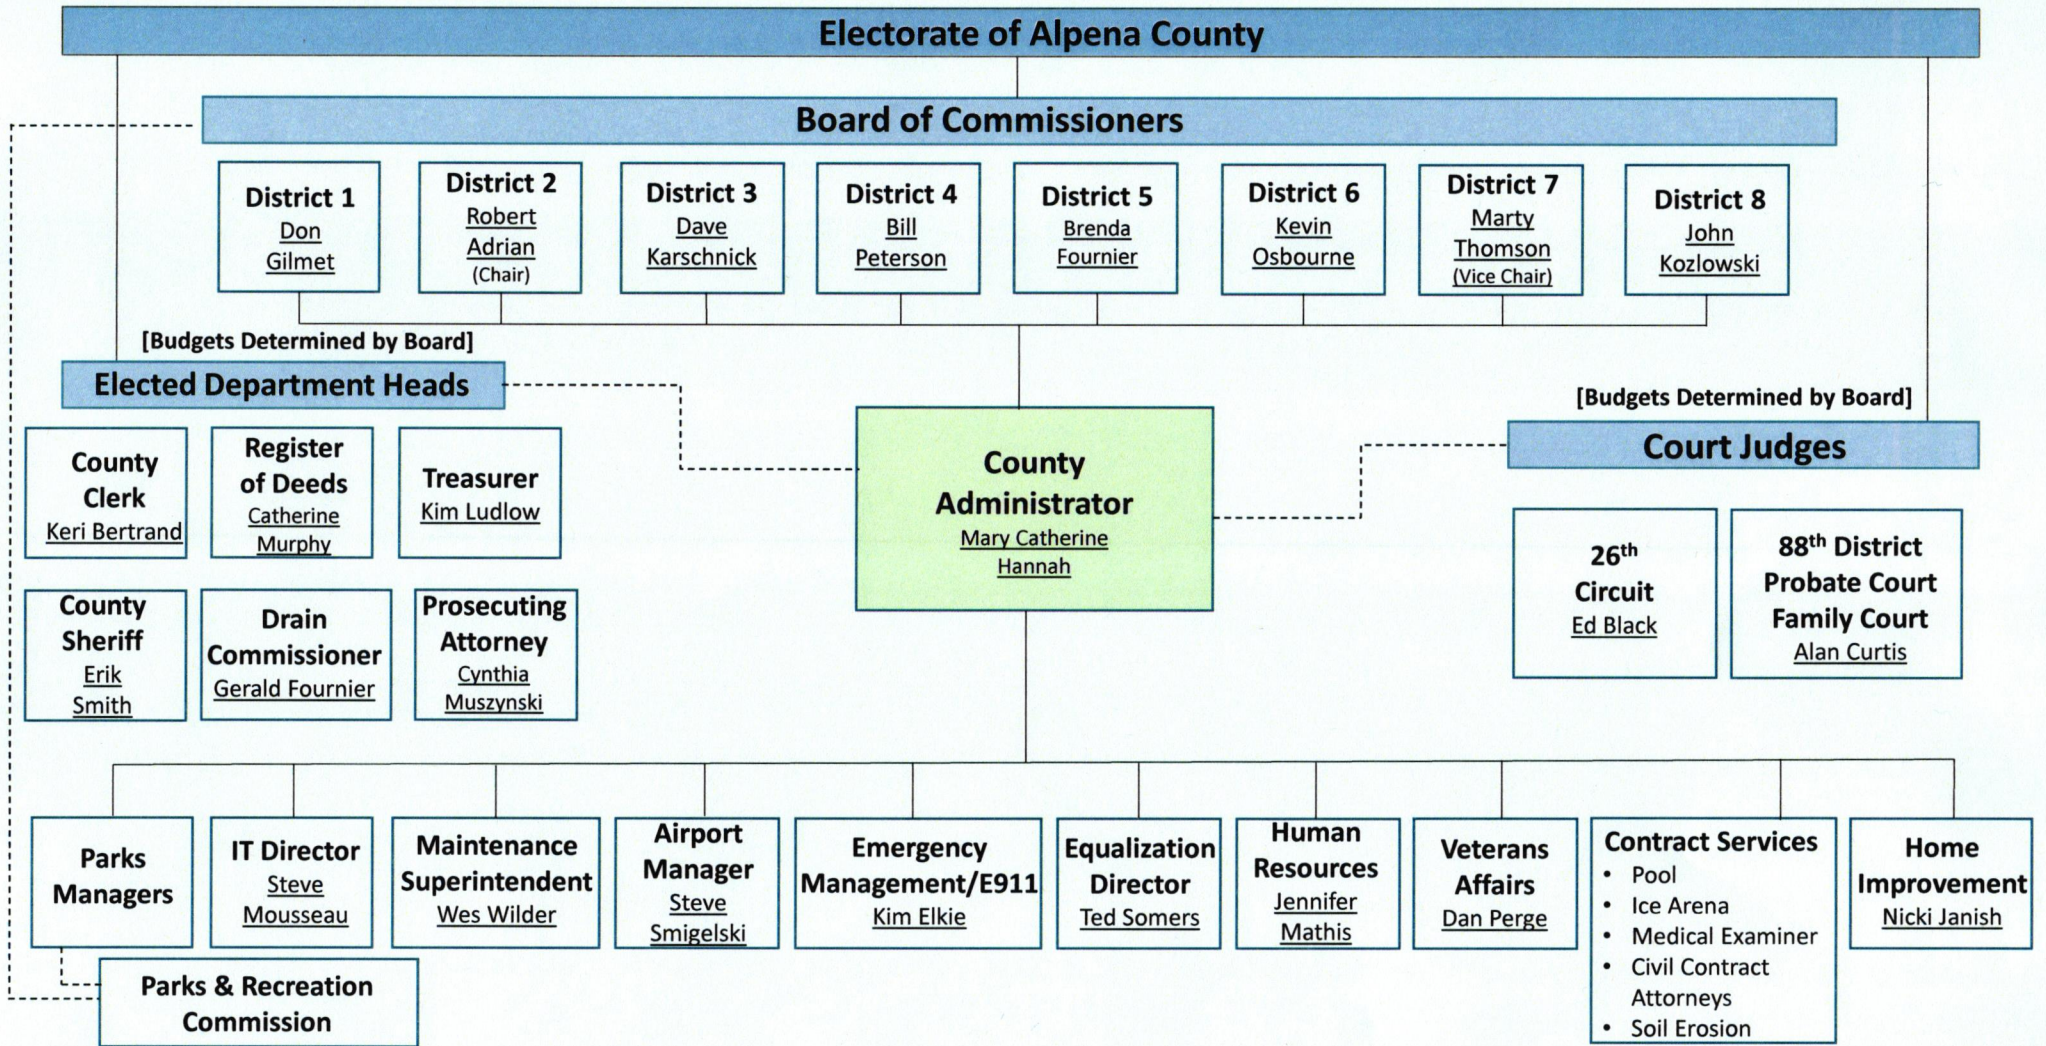 Electorate of Alpena County
Board of Commissioners
District 1
Don
Gilmet
District 2
Robert
Adrian
(Chair)
District 3
Dave
Karschnick
District 4
Bill
Peterson
District 5
Brenda
Fournier
District 6
Kevin
Osbourne
District 7
Marty
Thomson
(Vice Chair)
District 8
John
Kozlowski
[Budgets Determined by Board]
Elected Department Heads
County
Clerk
Keri Bertrand
Register
of Deeds
Catherine
Murphy
Treasurer
Kim Ludlow
County
Sheriff
Erik
Smith
Drain
Commissioner
Gerald Fournier
Prosecuting
Attorney
Cynthia
Muszynski
County
Administrator
Mary Catherine
Hannah
[Budgets Determined by Board]
Court Judges
26th
Circuit
Ed Black
88th District
Probate Court
Family Court
Alan Curtis
Parks
Managers
IT Director
Steve
Mousseau
Maintenance
Superintendent
Wes Wilder
Airport
Manager
Steve
Smigelski
Emergency
Management/E911
Kim Elkie
Equalization
Director
Ted Somers
Human
Resources
Jennifer
Mathis
Veterans
Affairs
Dan Perge
Contract Services
• Pool
• Ice Arena
• Medical Examiner
• Civil Contract
Attorneys
• Soil Erosion
Home
Improvement
Nicki Janish
Parks & Recreation
Commission